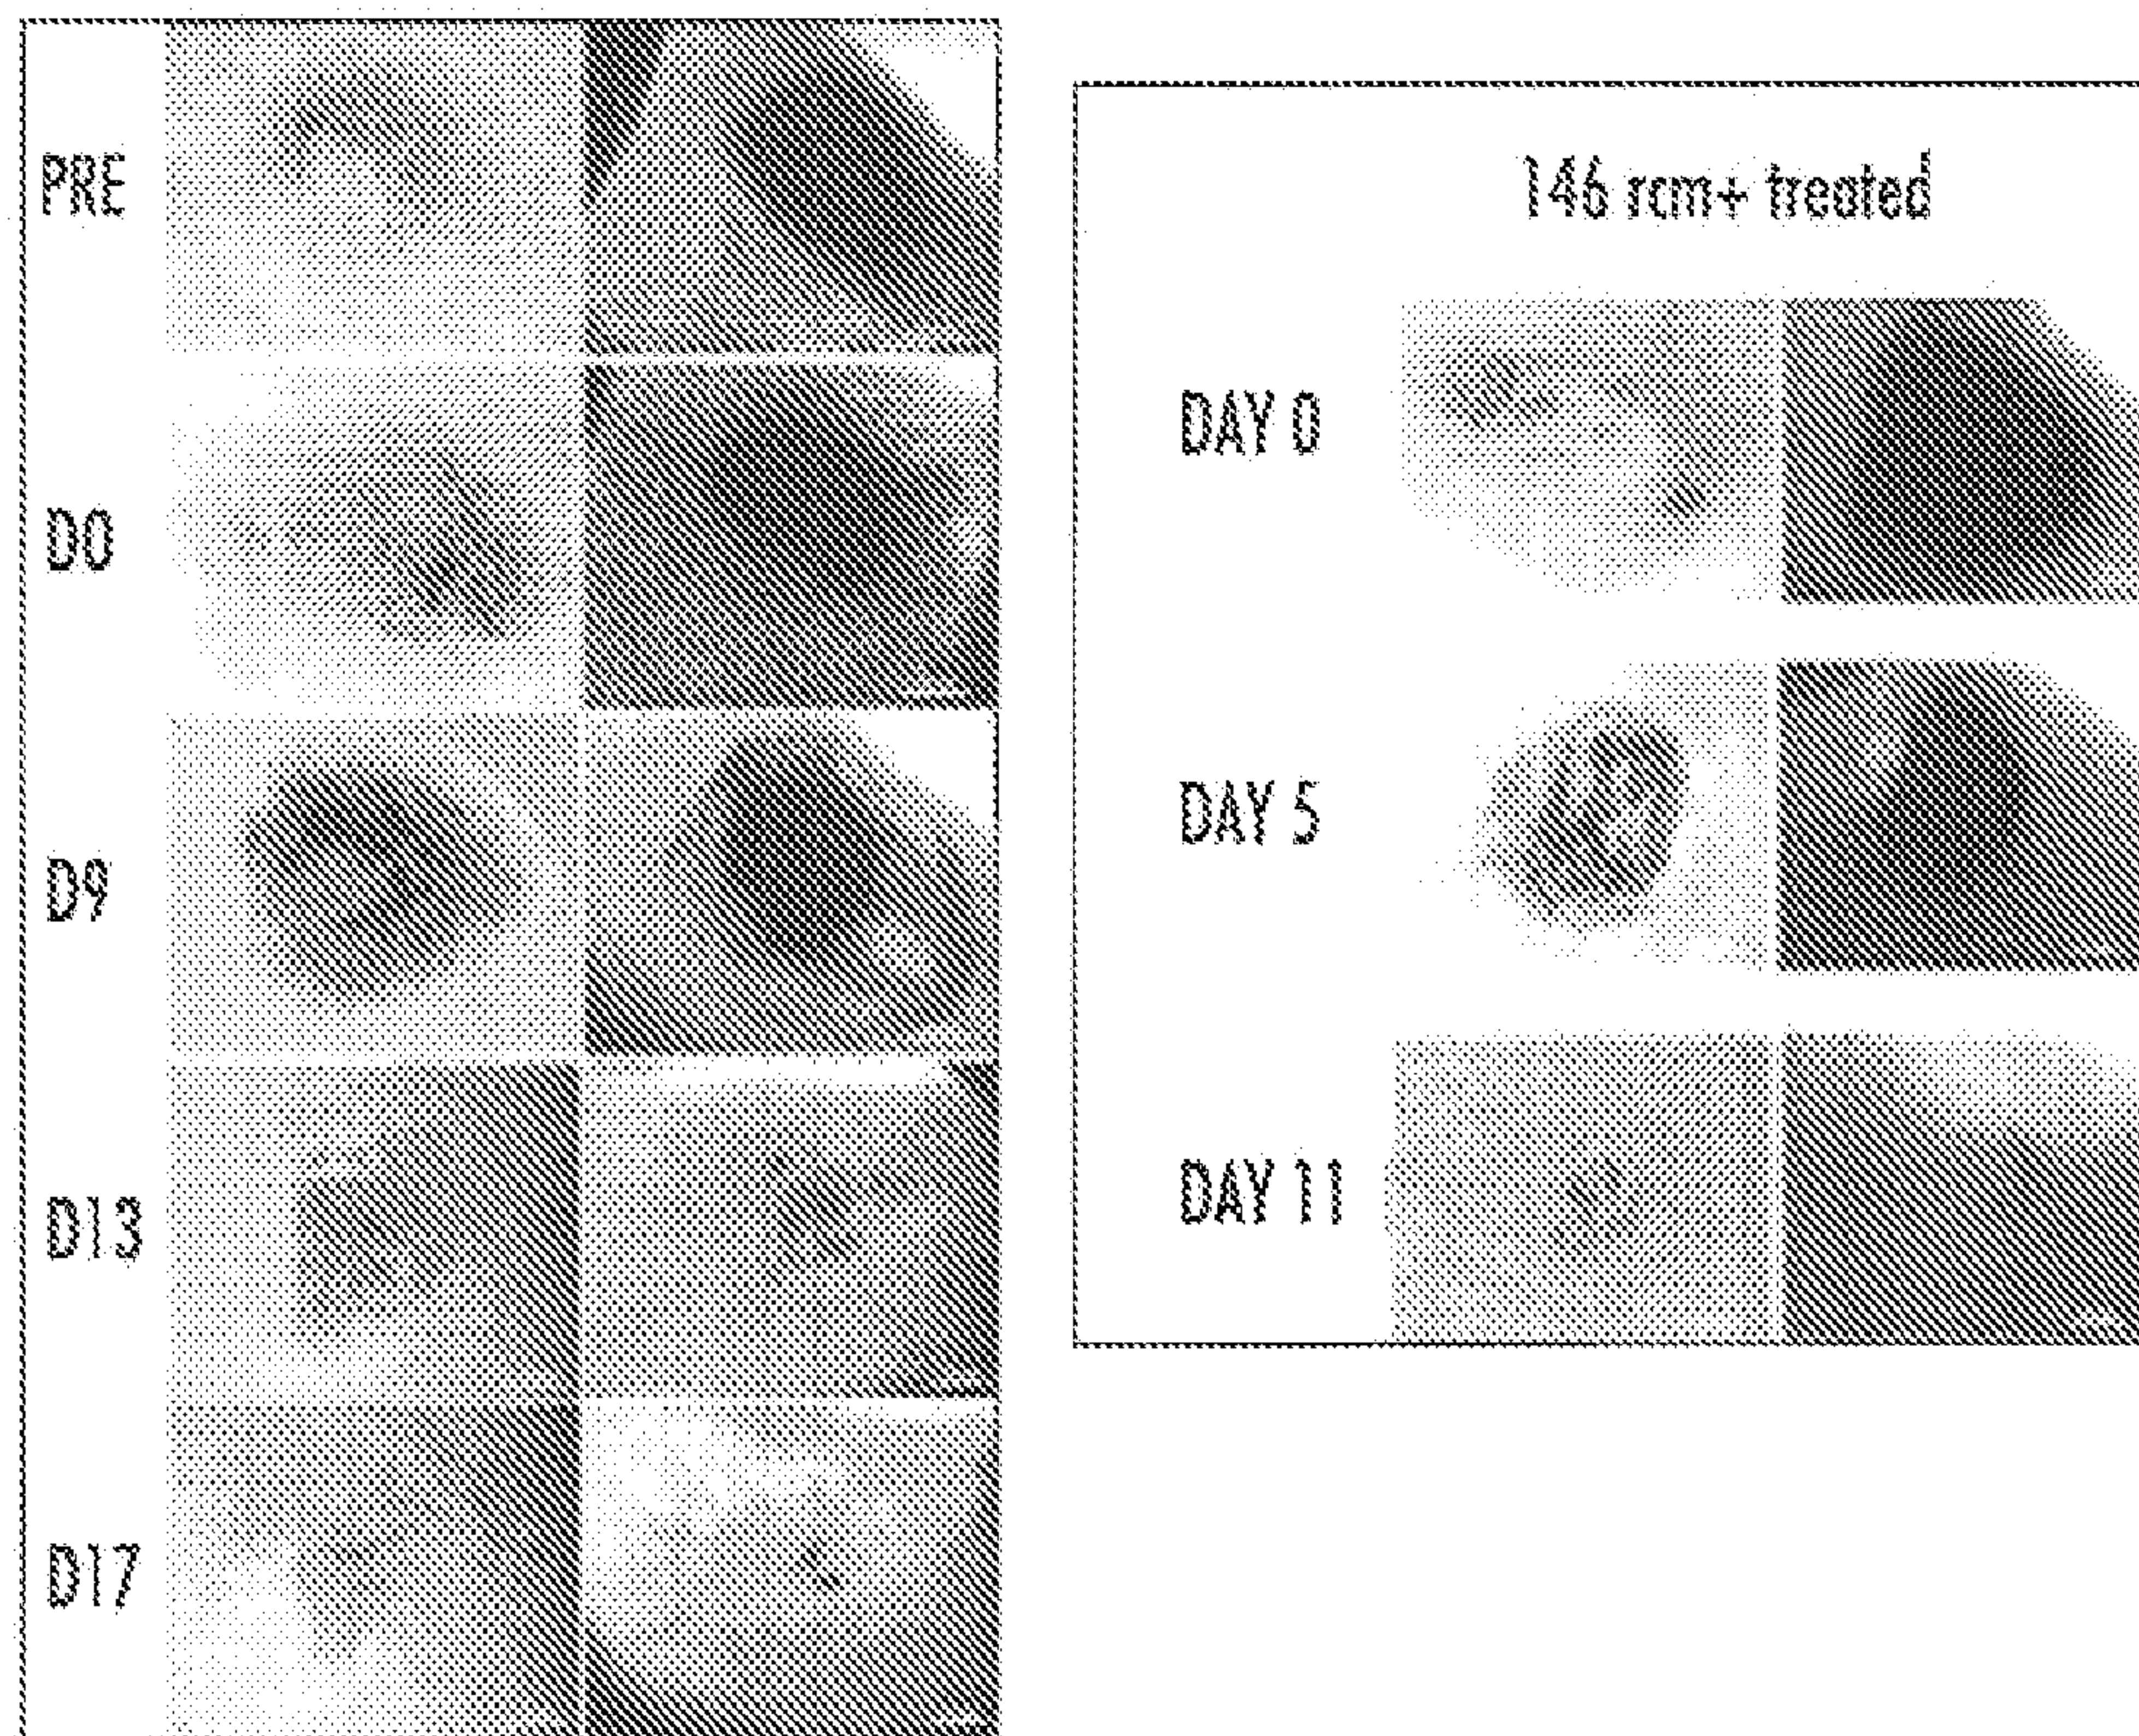 PRE
D0
D9
D13
D17
146 rcm+ treated
DAY 0
DAY 5
DAY 11